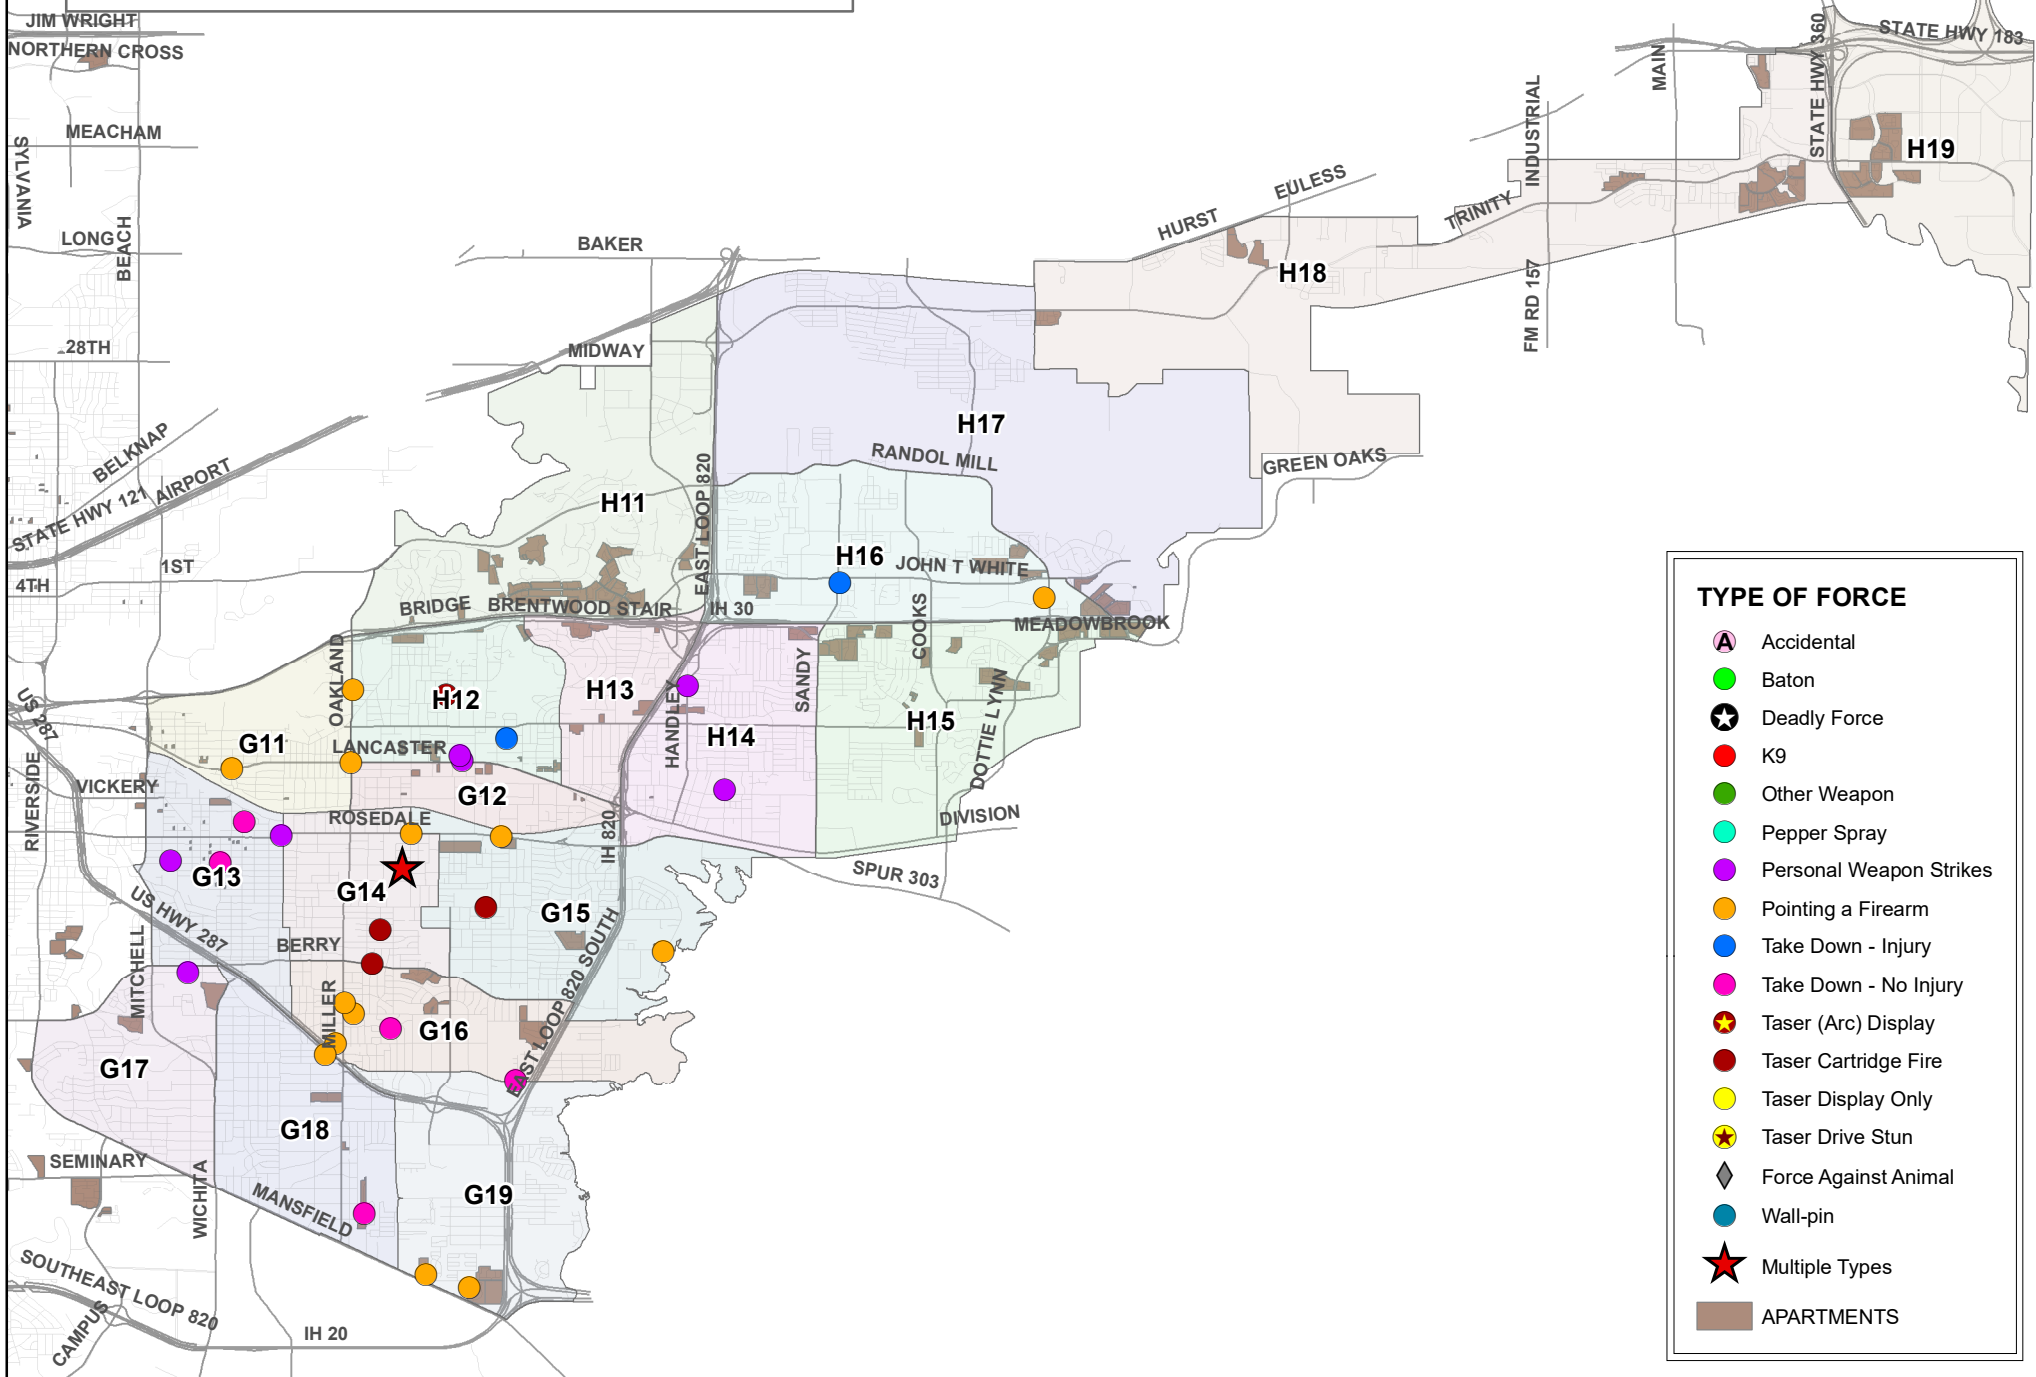 JIM WRIGHT
NORTHERN CROSS
STATE HWY 183
STATE HWY 360
MAIN
INDUSTRIAL
MEACHAM
SYLVANIA
H19
EULESS
HURST
TRINITY
LONG
BEACH
BAKER
H18
FM RD 157
28TH
MIDWAY
H17
RANDOL MILL
GREEN OAKS
BELKNAP
AIRPORT
STATE HWY 121
H11
EAST LOOP 820
H16
JOHN T WHITE
1ST
4TH
BRIDGE
BRENTWOOD STAIR
IH 30
MEADOWBROOK
COOKS
OAKLAND
SANDY
H12
H13
HANDLEY
H14
H15
DOTTIE LYNN
US 287
G11
LANCASTER
RIVERSIDE
VICKERY
G12
ROSEDALE
IH 820
DIVISION
SPUR 303
G13
G14
G15
US HWY 287
BERRY
MITCHELL
MILLER
G16
EAST LOOP 820 SOUTH
G17
G18
SEMINARY
WICHITA
MANSFIELD
G19
SOUTHEAST LOOP 820
CAMPUS
IH 20
TYPE OF FORCE
A Accidental
Baton
Deadly Force
K9
Other Weapon
Pepper Spray
Personal Weapon Strikes
Pointing a Firearm
Take Down - Injury
Take Down - No Injury
Taser (Arc) Display
Taser Cartridge Fire
Taser Display Only
Taser Drive Stun
Force Against Animal
Wall-pin
Multiple Types
APARTMENTS